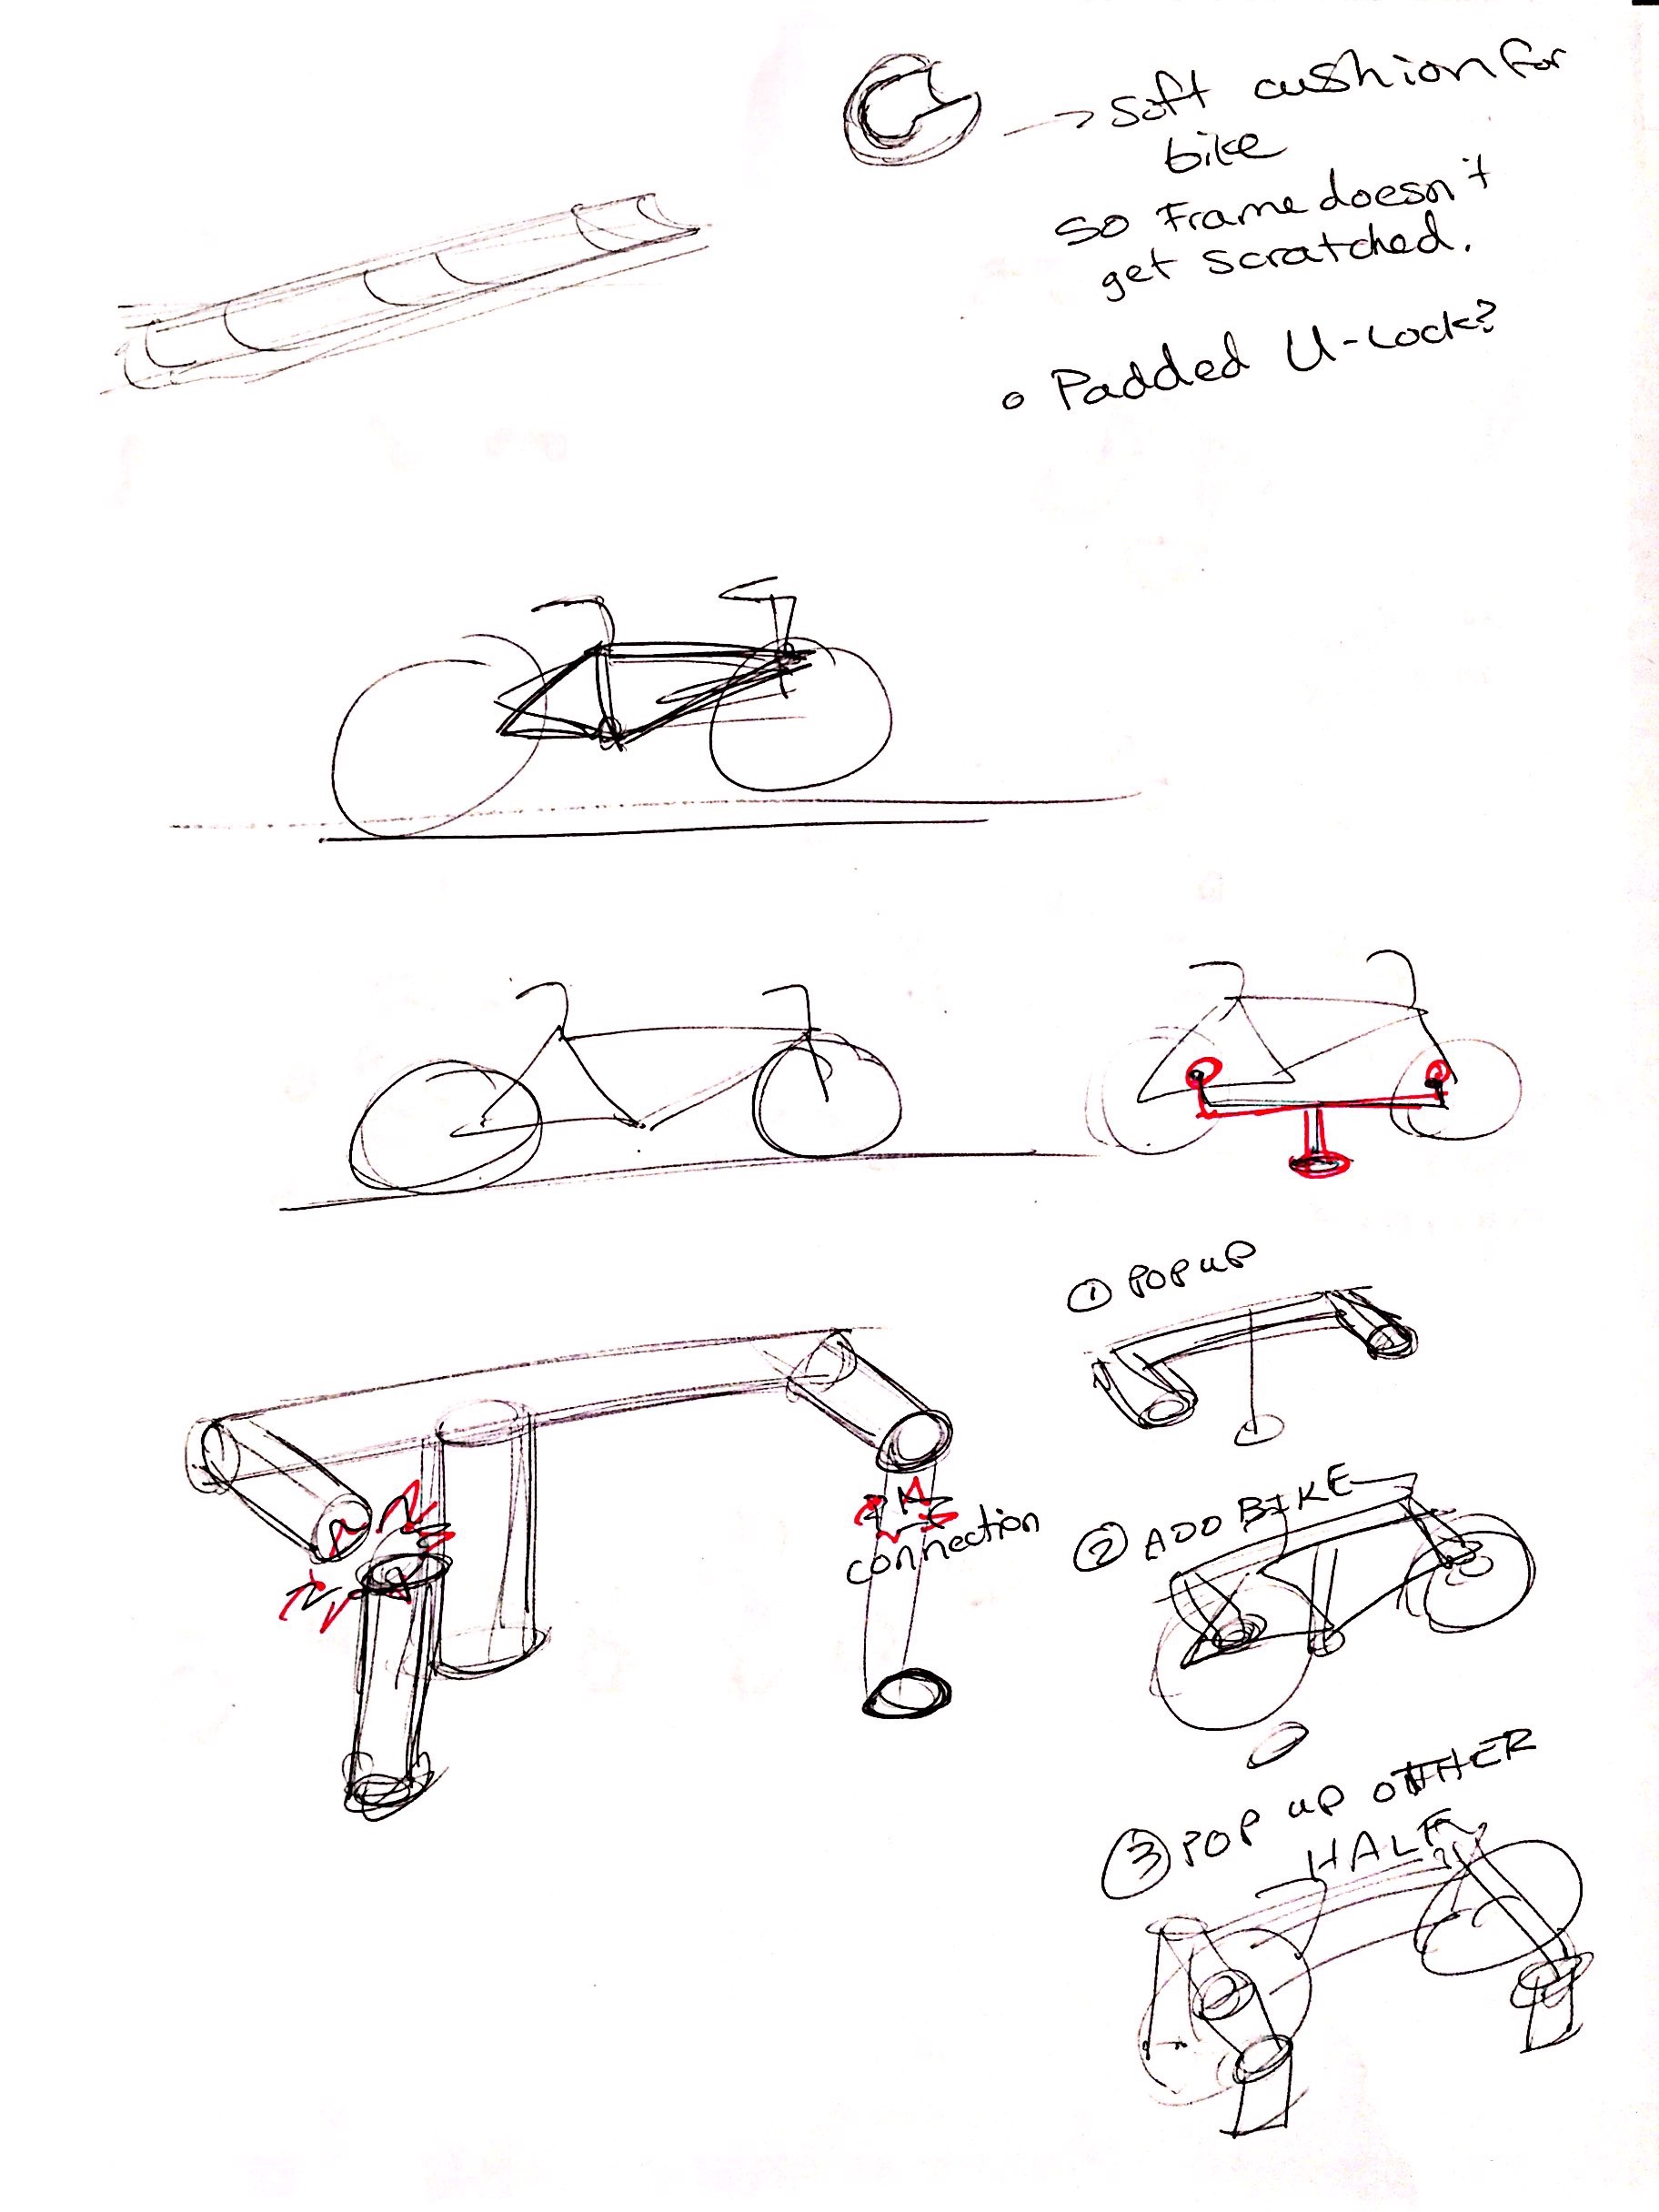 → soft cushion for
bike
so Frame doesn't
get scratched.
○ Padded U-Lock?
① POP UP
connection
② ADD BIKE
③ POP UP OTHER
HALF